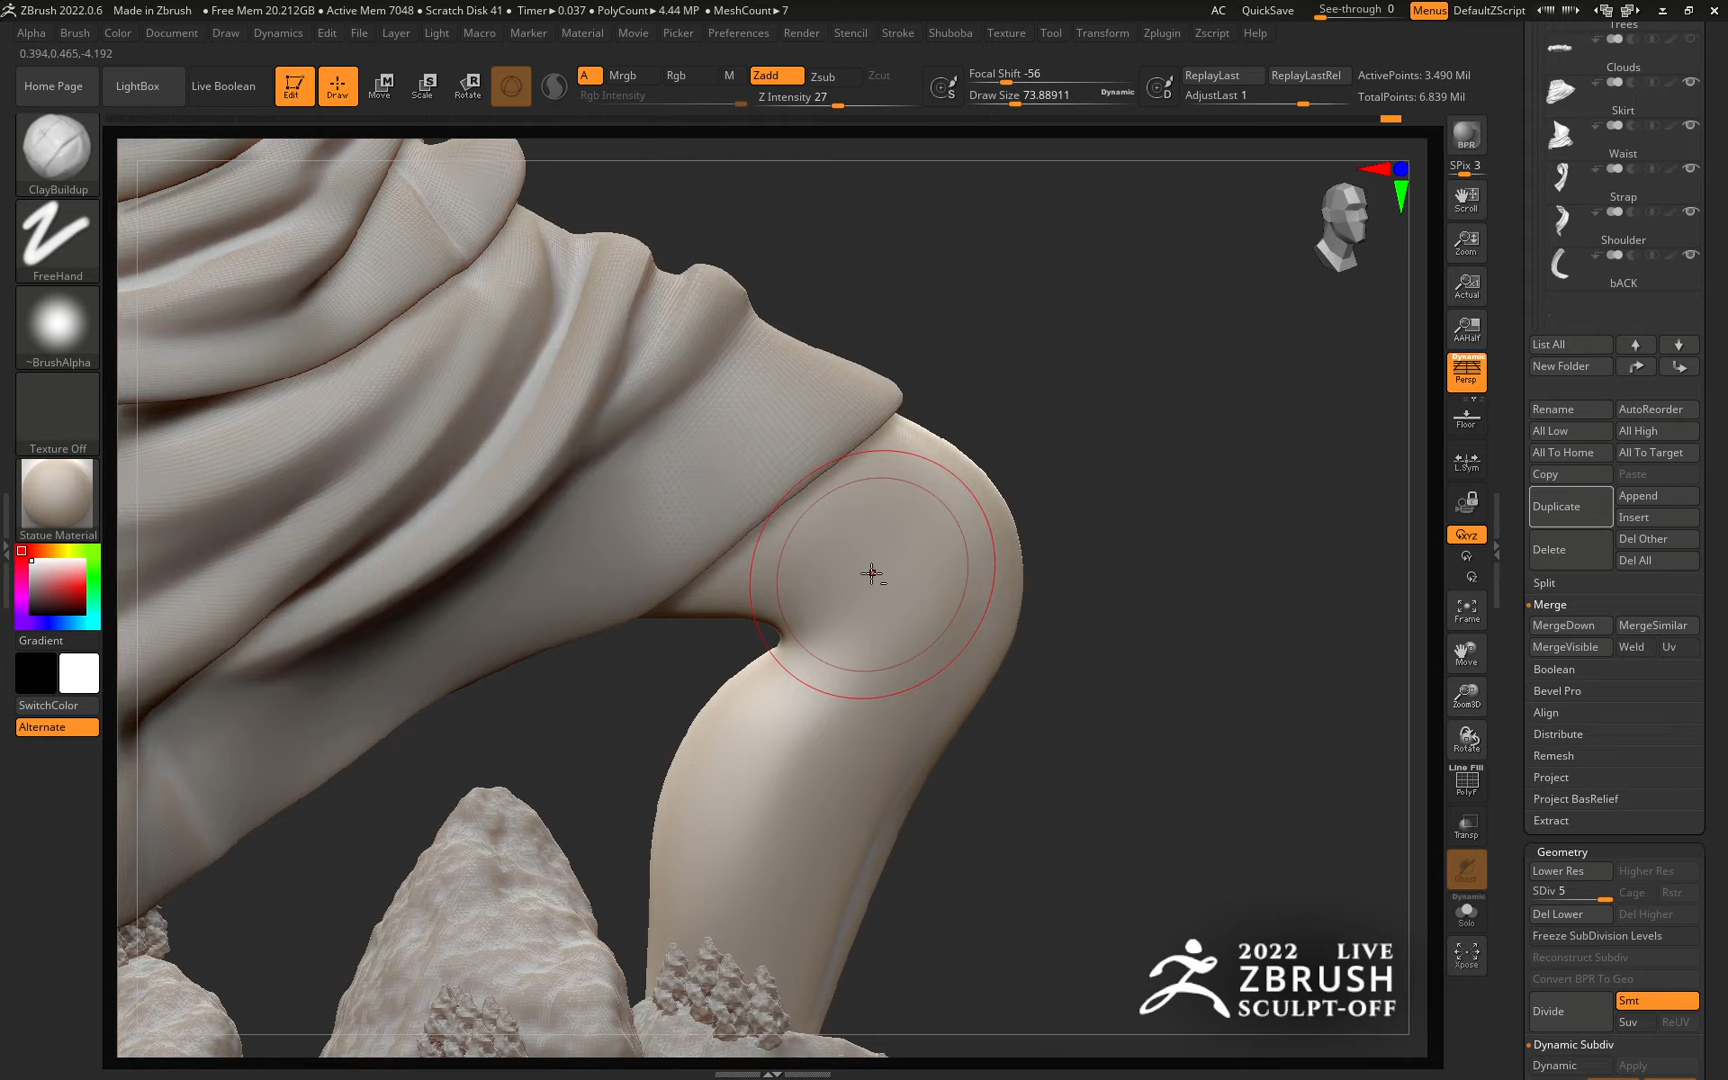 ZBrush 2022.0.6 Made in Zbrush • Free Mem 20.212GB • Active Mem 7048 • Scratch Disk 41 • Timer▸0.037 • PolyCount▸4.44 MP • MeshCount▸7
AC QuickSave See-through 0 Menus DefaultZScript
Alpha Brush Color Document Draw Dynamics Edit File Layer Light Macro Marker Material Movie Picker Preferences Render Stencil Stroke Shuboba Texture Tool Transform Zplugin Zscript Help
0.394,0.465,-4.192
Home Page LightBox Live Boolean Edit Draw Move Scale Rotate
A Mrgb Rgb M Zadd Zsub Zcut
Rgb Intensity Z Intensity 27
S Focal Shift -56
Draw Size 73.88911 Dynamic
D ReplayLast ReplayLastRel ActivePoints: 3.490 Mil
AdjustLast 1 TotalPoints: 6.839 Mil
ClayBuildup
FreeHand
~BrushAlpha
Texture Off
Statue Material
Gradient
SwitchColor
Alternate
2022 LIVE
ZBRUSH
SCULPT-OFF
BPR
SPix 3
Scroll
Zoom
Actual
AAHalf
Dynamic
Persp
Floor
L.Sym
XYZ
Frame
Move
Zoom3D
Rotate
Line Fill
PolyF
Transp
Ghost
Dynamic
Solo
Xpose
Trees
Clouds
Skirt
Waist
Strap
Shoulder
bACK
List All
New Folder
Rename AutoReorder
All Low All High
All To Home All To Target
Copy Paste
Duplicate Append
Insert
Delete Del Other
Del All
Split
Merge
MergeDown MergeSimilar
MergeVisible Weld Uv
Boolean
Bevel Pro
Align
Distribute
Remesh
Project
Project BasRelief
Extract
Geometry
Lower Res Higher Res
SDiv 5 Cage Rstr
Del Lower Del Higher
Freeze SubDivision Levels
Reconstruct Subdiv
Convert BPR To Geo
Divide Smt
Suv ReUV
Dynamic Subdiv
Dynamic Apply